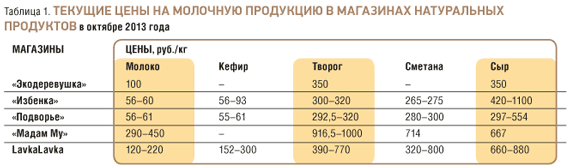 Таблица 1. ТЕКУЩИЕ ЦЕНЫ НА МОЛОЧНУЮ ПРОДУКЦИЮ В МАГАЗИНАХ НАТУРАЛЬНЫХ
ПРОДУКТОВ в октябре 2013 года
МАГАЗИНЫ ЦЕНЫ, руб./кг
Молоко Кефир Творог Сметана Сыр
«Экодеревушка» 100 – 350 – 350
«Избенка» 56–60 56–93 300–320 265–275 420–1100
«Подворье» 56–61 55–61 292,5–320 280–300 297–554
«Мадам Му» 290–450 – 916,5–1000 714 667
LavkaLavka 120–220 152–300 390–770 320–800 660–880